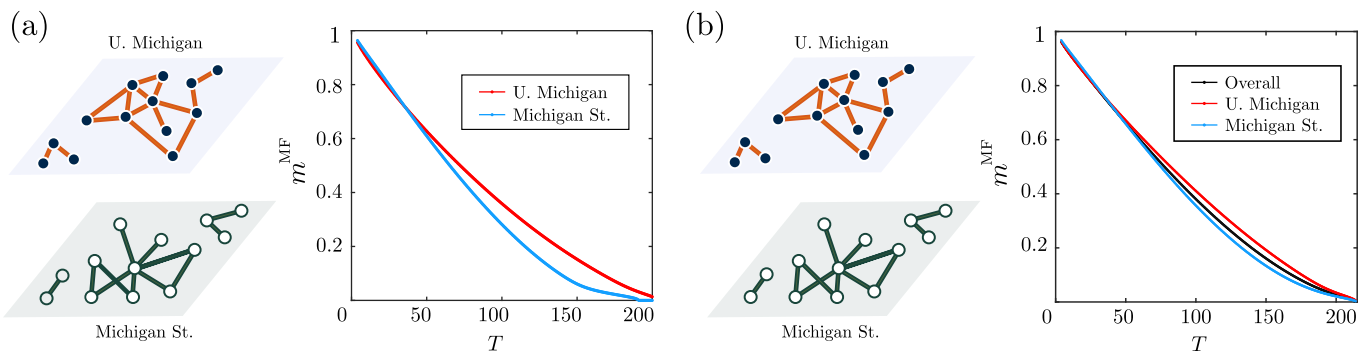 (a)
U. Michigan
Michigan St.
1
0.8
0.6
0.4
0.2
0
50
100
150
200
m^MF
T
U. Michigan
Michigan St.
(b)
U. Michigan
Michigan St.
1
0.8
0.6
0.4
0.2
0
50
100
150
200
m^MF
T
Overall
U. Michigan
Michigan St.